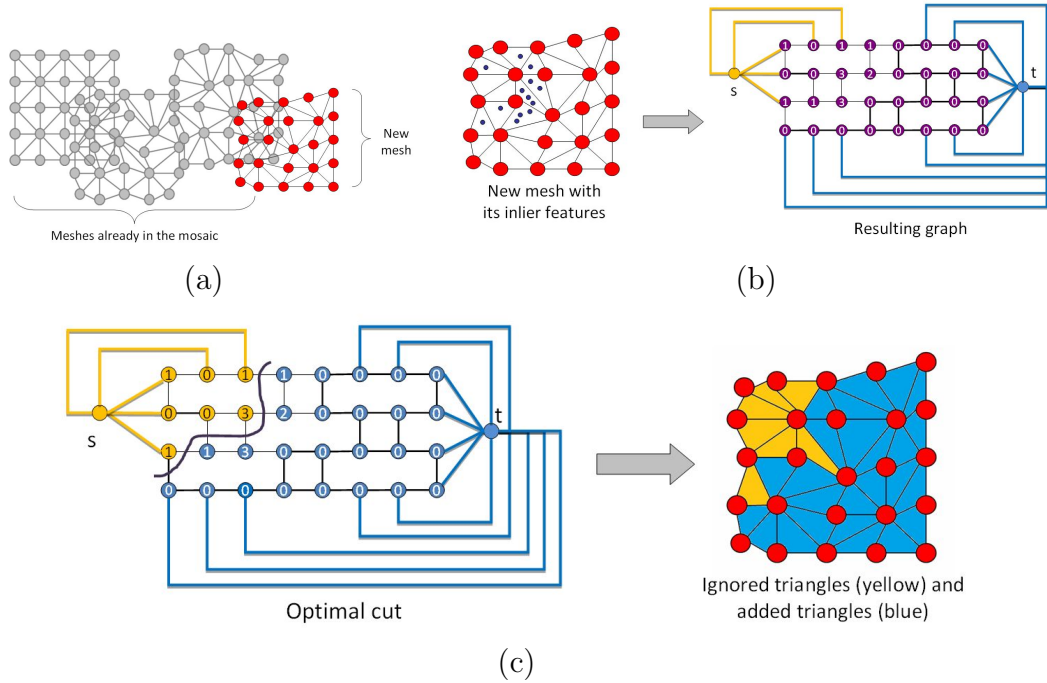 New
mesh
Meshes already in the mosaic
(a)
New mesh with
its inlier features
1 0 1 1 0 0 0 0 0
0 0 3 2 0 0 0 0 0
1 1 3 0 0 0 0 0
0 0 0 0 0 0 0 0
s
t
Resulting graph
(b)
1 0 1 1 0 0 0 0
0 0 3 2 0 0 0 0
1 1 3 0 0 0 0 0
0 0 0 0 0 0 0 0
s
t
Optimal cut
Ignored triangles (yellow) and
added triangles (blue)
(c)